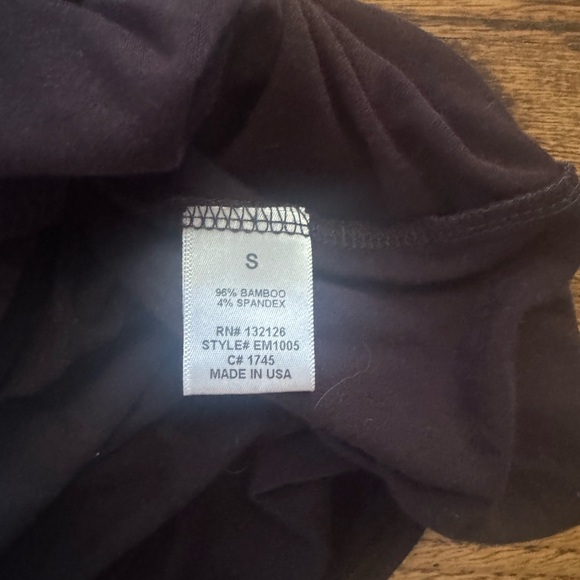 S
96% BAMBOO
4% SPANDEX
RN# 132126
STYLE# EM1005
C# 1745
MADE IN USA